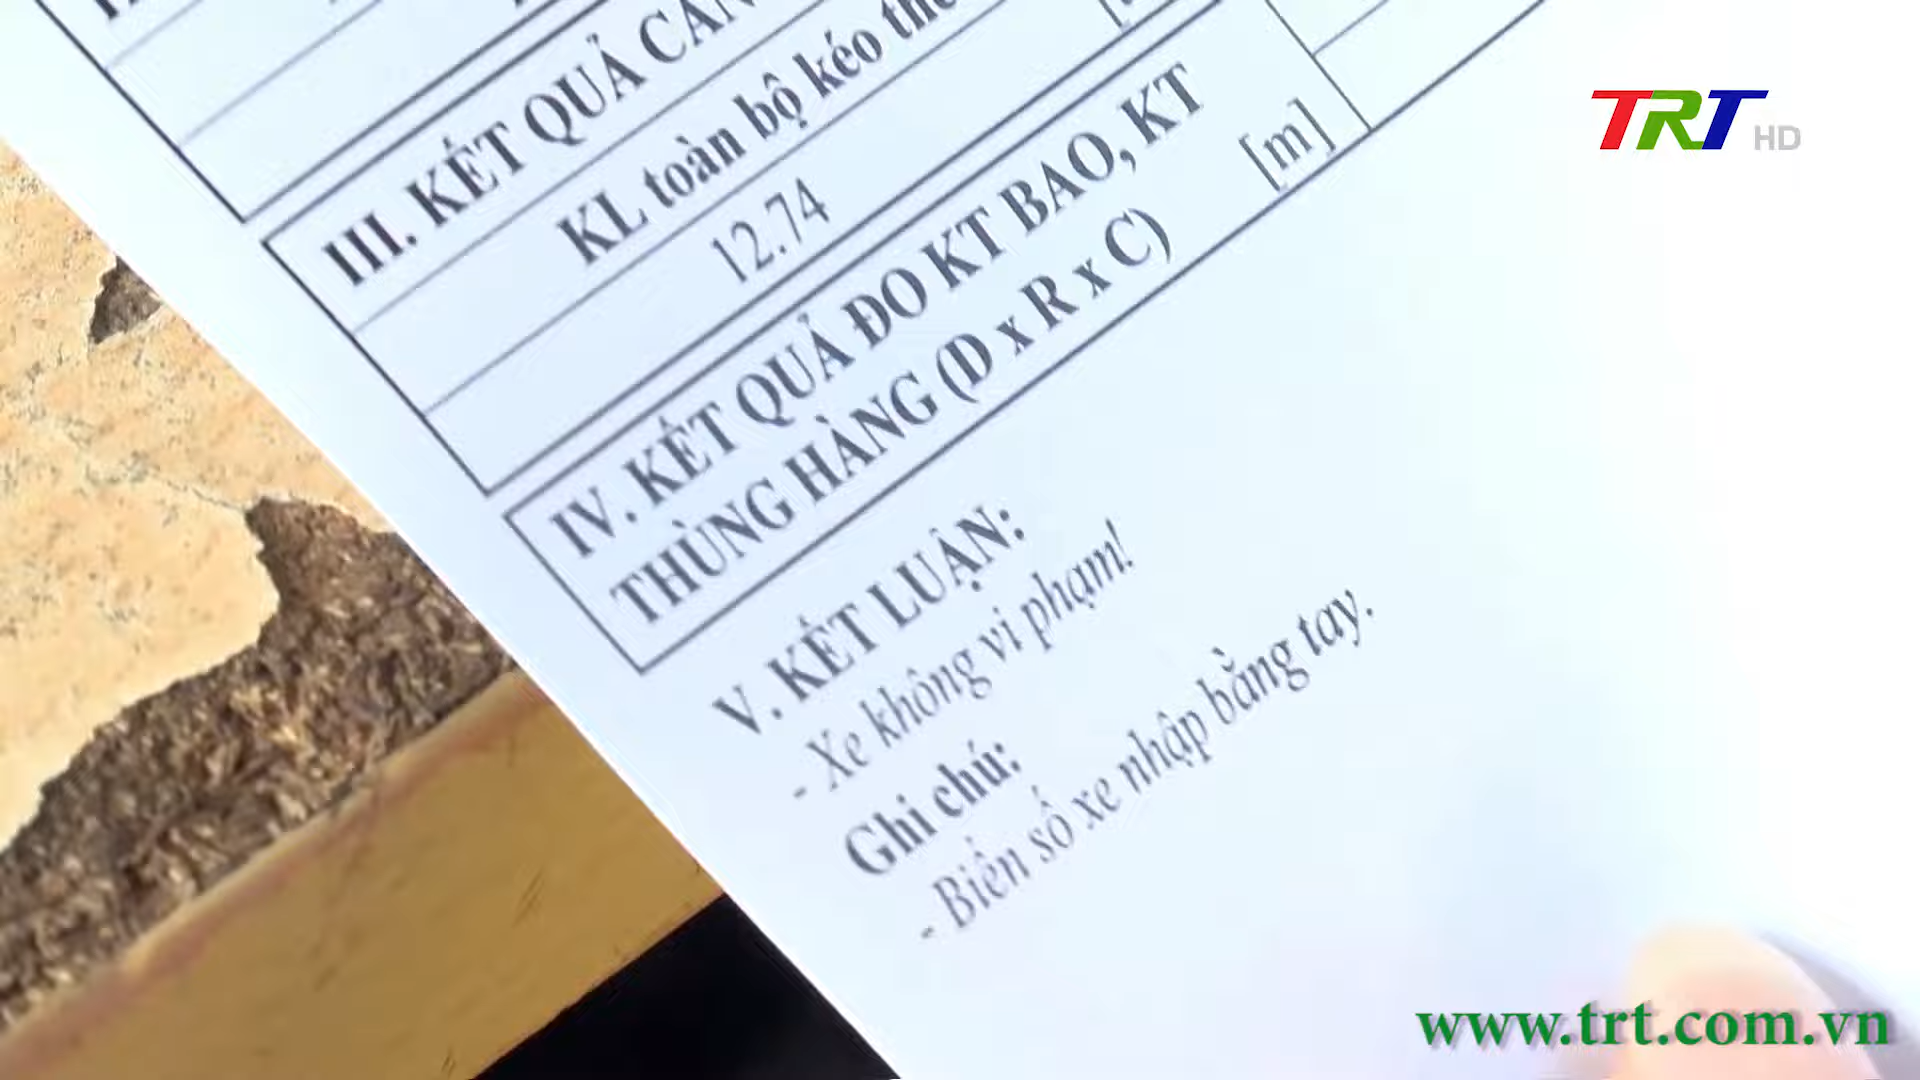 III. KẾT QUẢ CÂN
KL toàn bộ kéo
12.74
IV. KẾT QUẢ ĐO KT BAO, KT
THÙNG HÀNG (D x R x C)
[m]
V. KẾT LUẬN:
- Xe không vi phạm!
Ghi chú:
- Biển số xe nhập bằng tay.
TRT HD
www.trt.com.vn